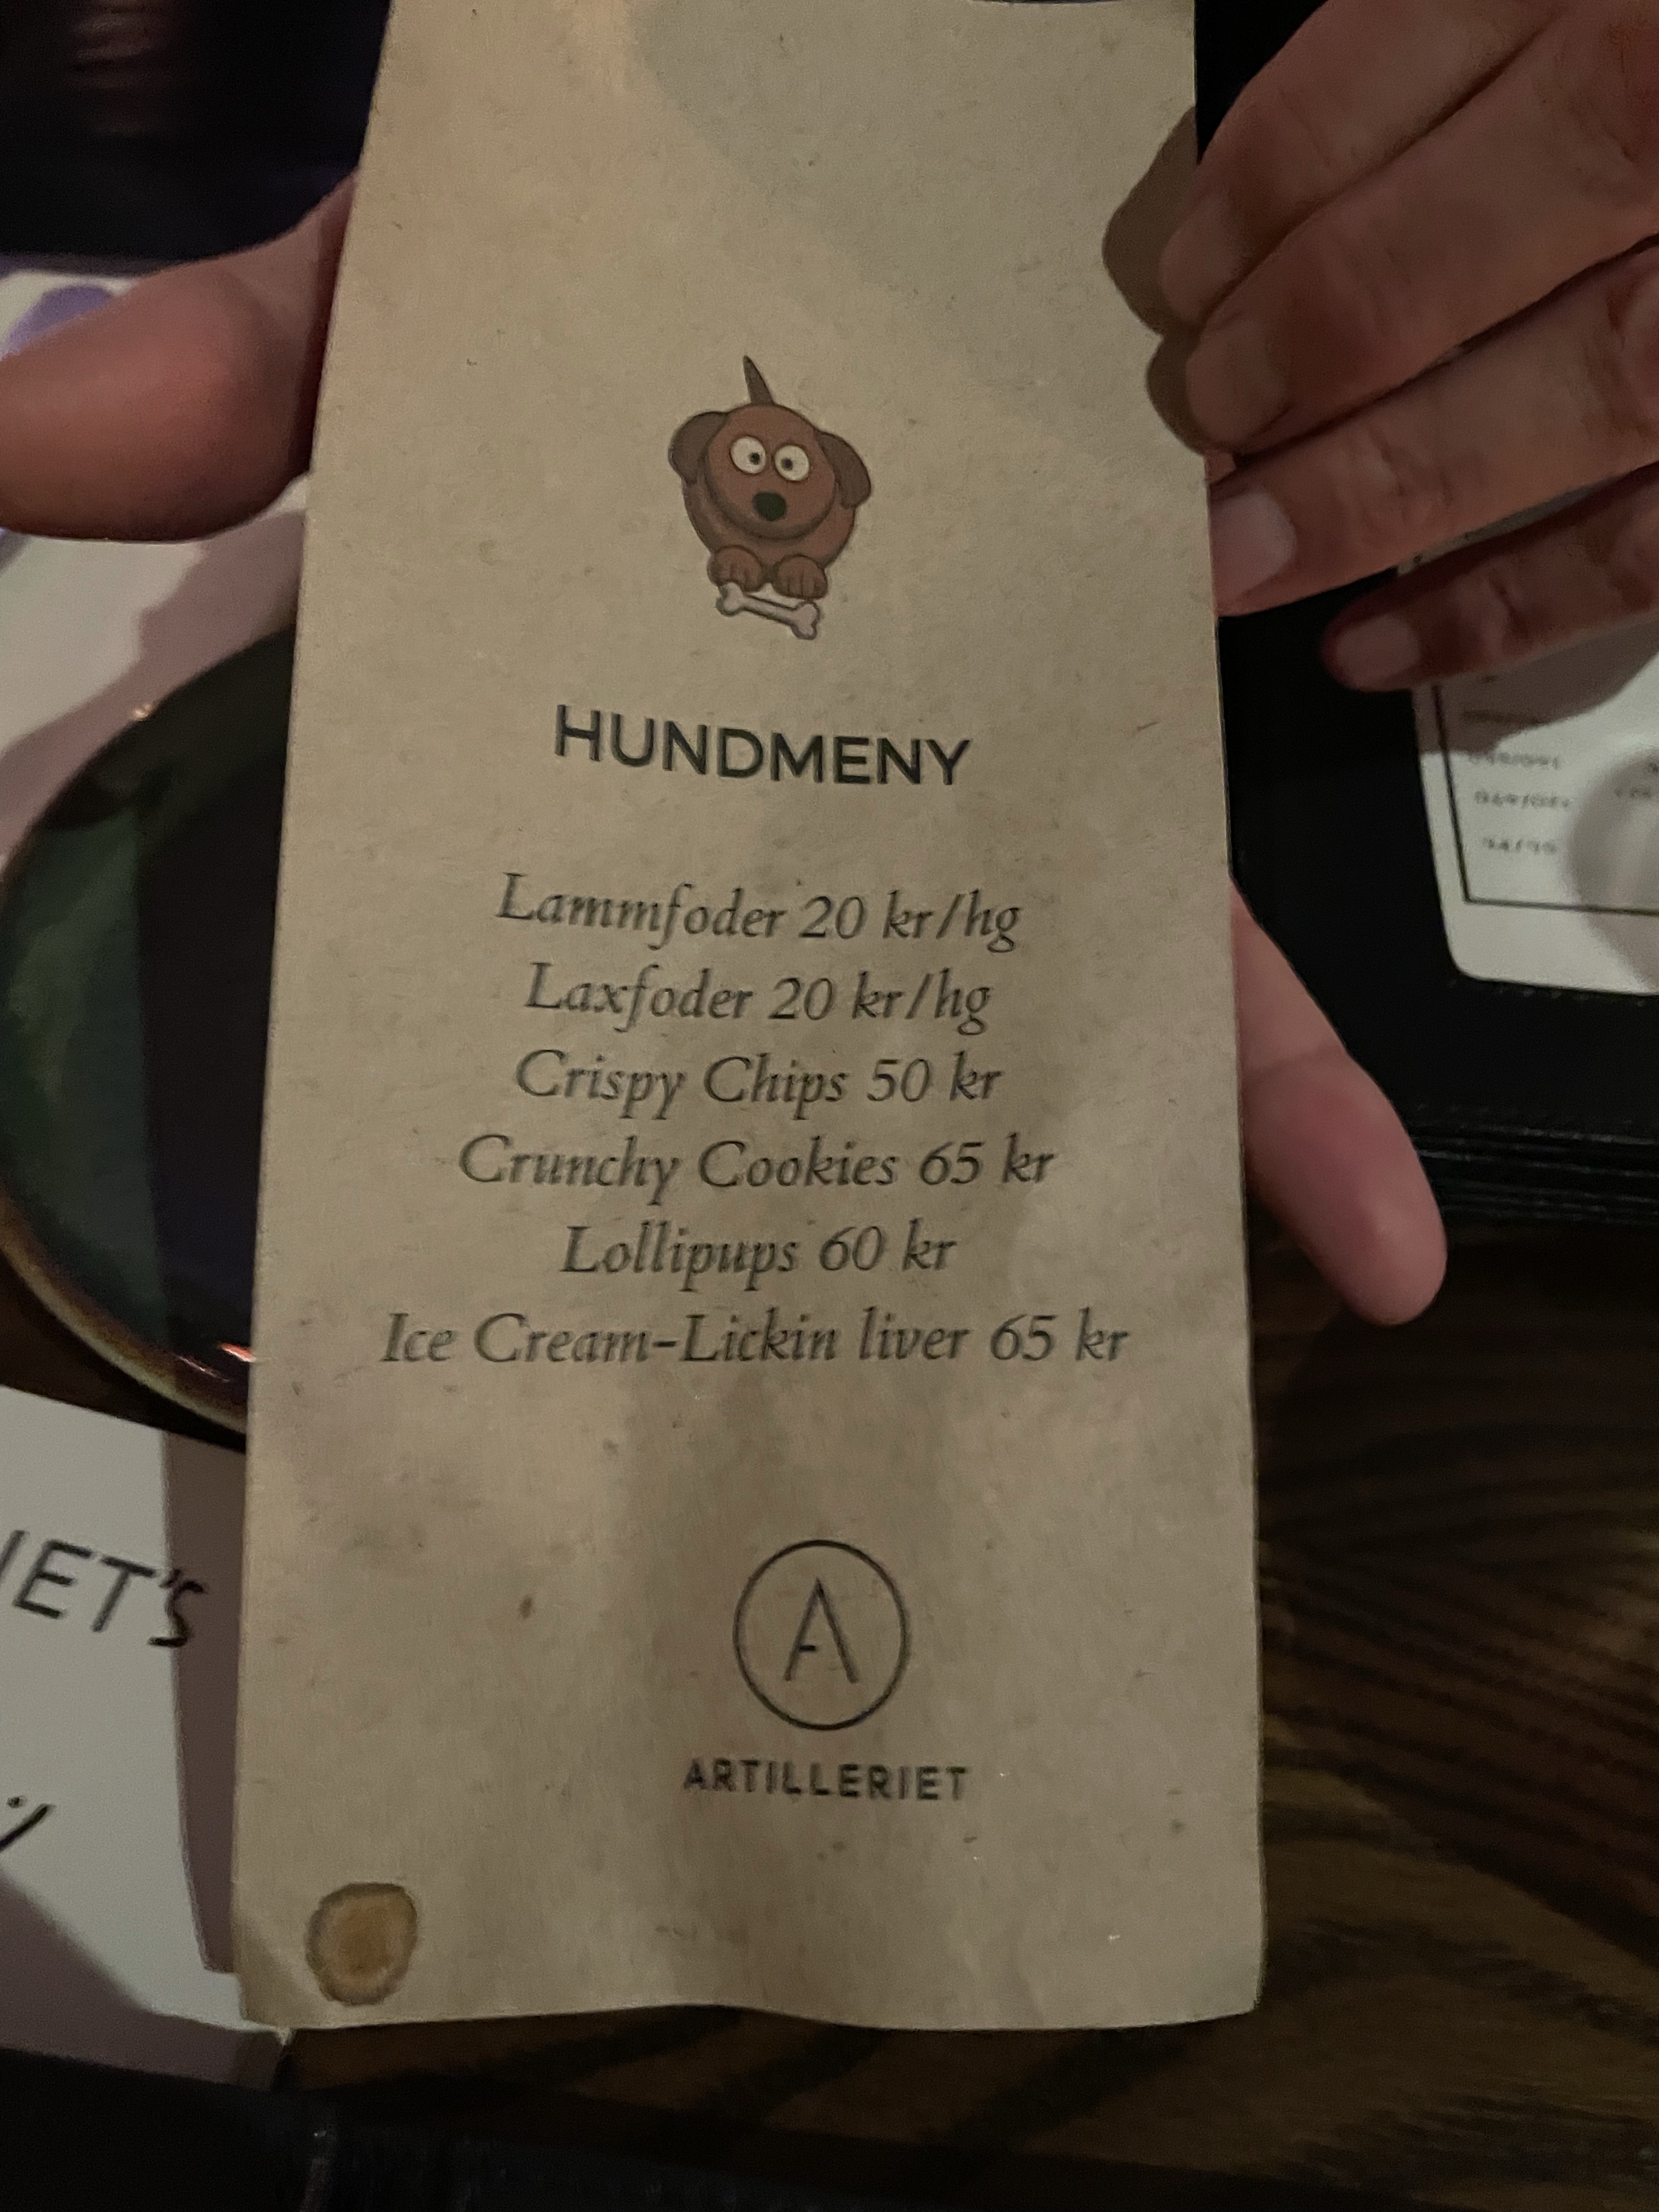 HUNDMENY
Lammfoder 20 kr/hg
Laxfoder 20 kr/hg
Crispy Chips 50 kr
Crunchy Cookies 65 kr
Lollipups 60 kr
Ice Cream-Lickin liver 65 kr
A
ARTILLERIET
IET'S